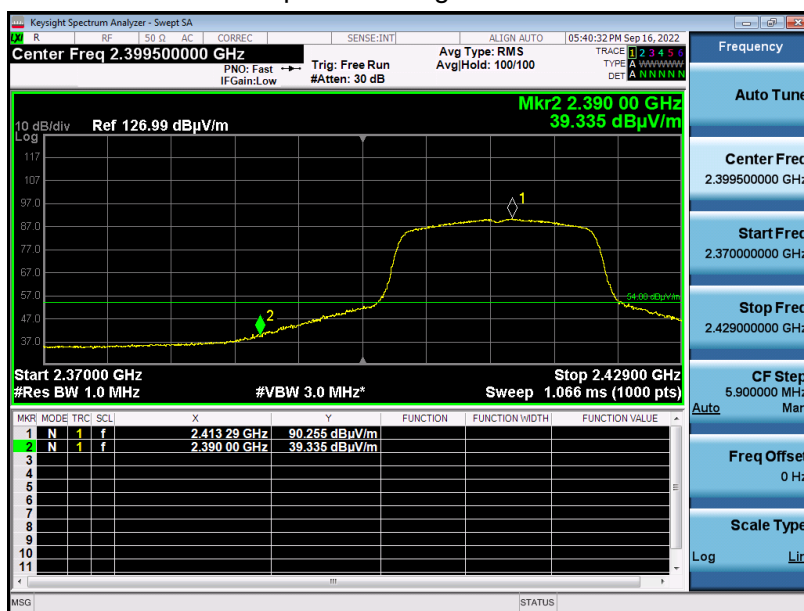 Keysight Spectrum Analyzer - Swept SA
LXI R RF 50 Ω AC CORREC SENSE:INT ALIGN AUTO 05:40:32 PM Sep 16, 2022
Center Freq 2.399500000 GHz
PNO: Fast
IFGain:Low
Trig: Free Run
#Atten: 30 dB
Avg Type: RMS
Avg|Hold: 100/100
TRACE 1 2 3 4 5 6
TYPE A WWWWW
DET A N N N N N
Mkr2 2.390 00 GHz
39.335 dBµV/m
10 dB/div Ref 126.99 dBµV/m
Log
117
107
97.0
87.0
77.0
67.0
57.0
47.0
37.0
1
2
54.00 dBµV/m
Start 2.37000 GHz Stop 2.42900 GHz
#Res BW 1.0 MHz #VBW 3.0 MHz* Sweep 1.066 ms (1000 pts)
MKR MODE TRC SCL X Y FUNCTION FUNCTION WIDTH FUNCTION VALUE
1 N 1 f 2.413 29 GHz 90.255 dBµV/m
2 N 1 f 2.390 00 GHz 39.335 dBµV/m
3
4
5
6
7
8
9
10
11
MSG STATUS
Frequency
Auto Tune
Center Freq
2.399500000 GHz
Start Freq
2.370000000 GHz
Stop Freq
2.429000000 GHz
CF Step
5.900000 MHz
Auto Man
Freq Offset
0 Hz
Scale Type
Log Lin